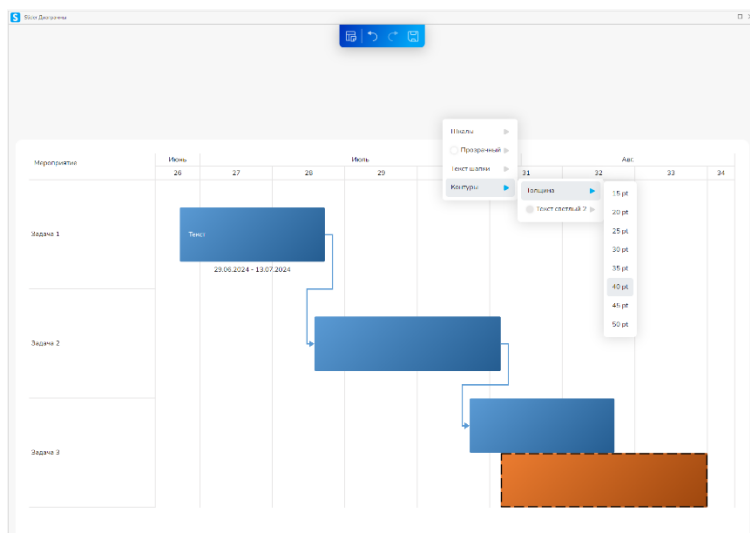 Slide Диаграммы
Шкалы
Прозрачный
Текст шапки
Контуры
Мероприятие
Июнь
Июль
Авг
26
27
28
29
31
32
33
34
Толщина
Текст светлый 2
15 pt
20 pt
25 pt
30 pt
35 pt
40 pt
45 pt
50 pt
Задача 1
Текст
29.06.2024 - 13.07.2024
Задача 2
Задача 3